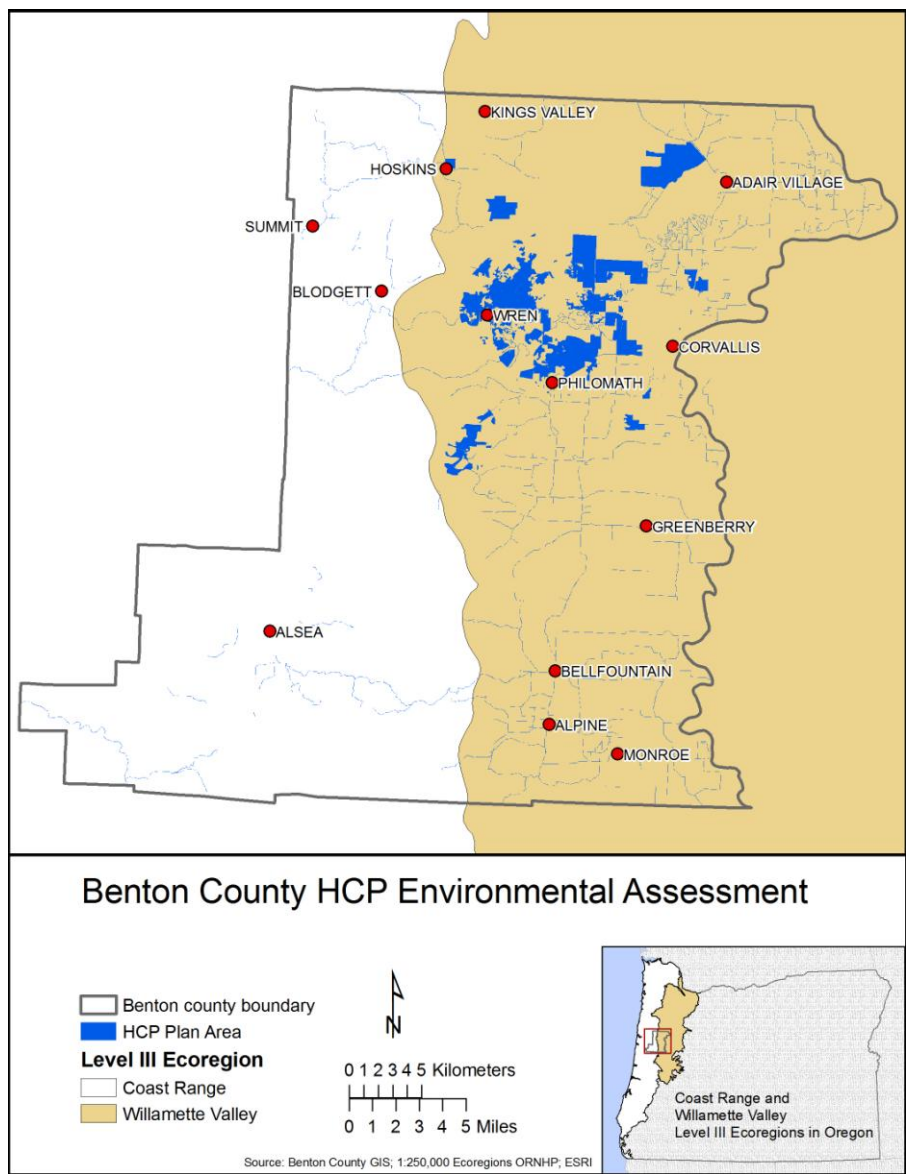 KINGS VALLEY
HOSKINS
ADAIR VILLAGE
SUMMIT
BLODGETT
WREN
CORVALLIS
PHILOMATH
GREENBERRY
ALSEA
BELLFOUNTAIN
ALPINE
MONROE
Benton County HCP Environmental Assessment
Benton county boundary
HCP Plan Area
Level III Ecoregion
Coast Range
Willamette Valley
N
0 1 2 3 4 5 Kilometers
0 1 2 3 4 5 Miles
Coast Range and
Willamette Valley
Level III Ecoregions in Oregon
Source: Benton County GIS; 1:250,000 Ecoregions ORNHP; ESRI